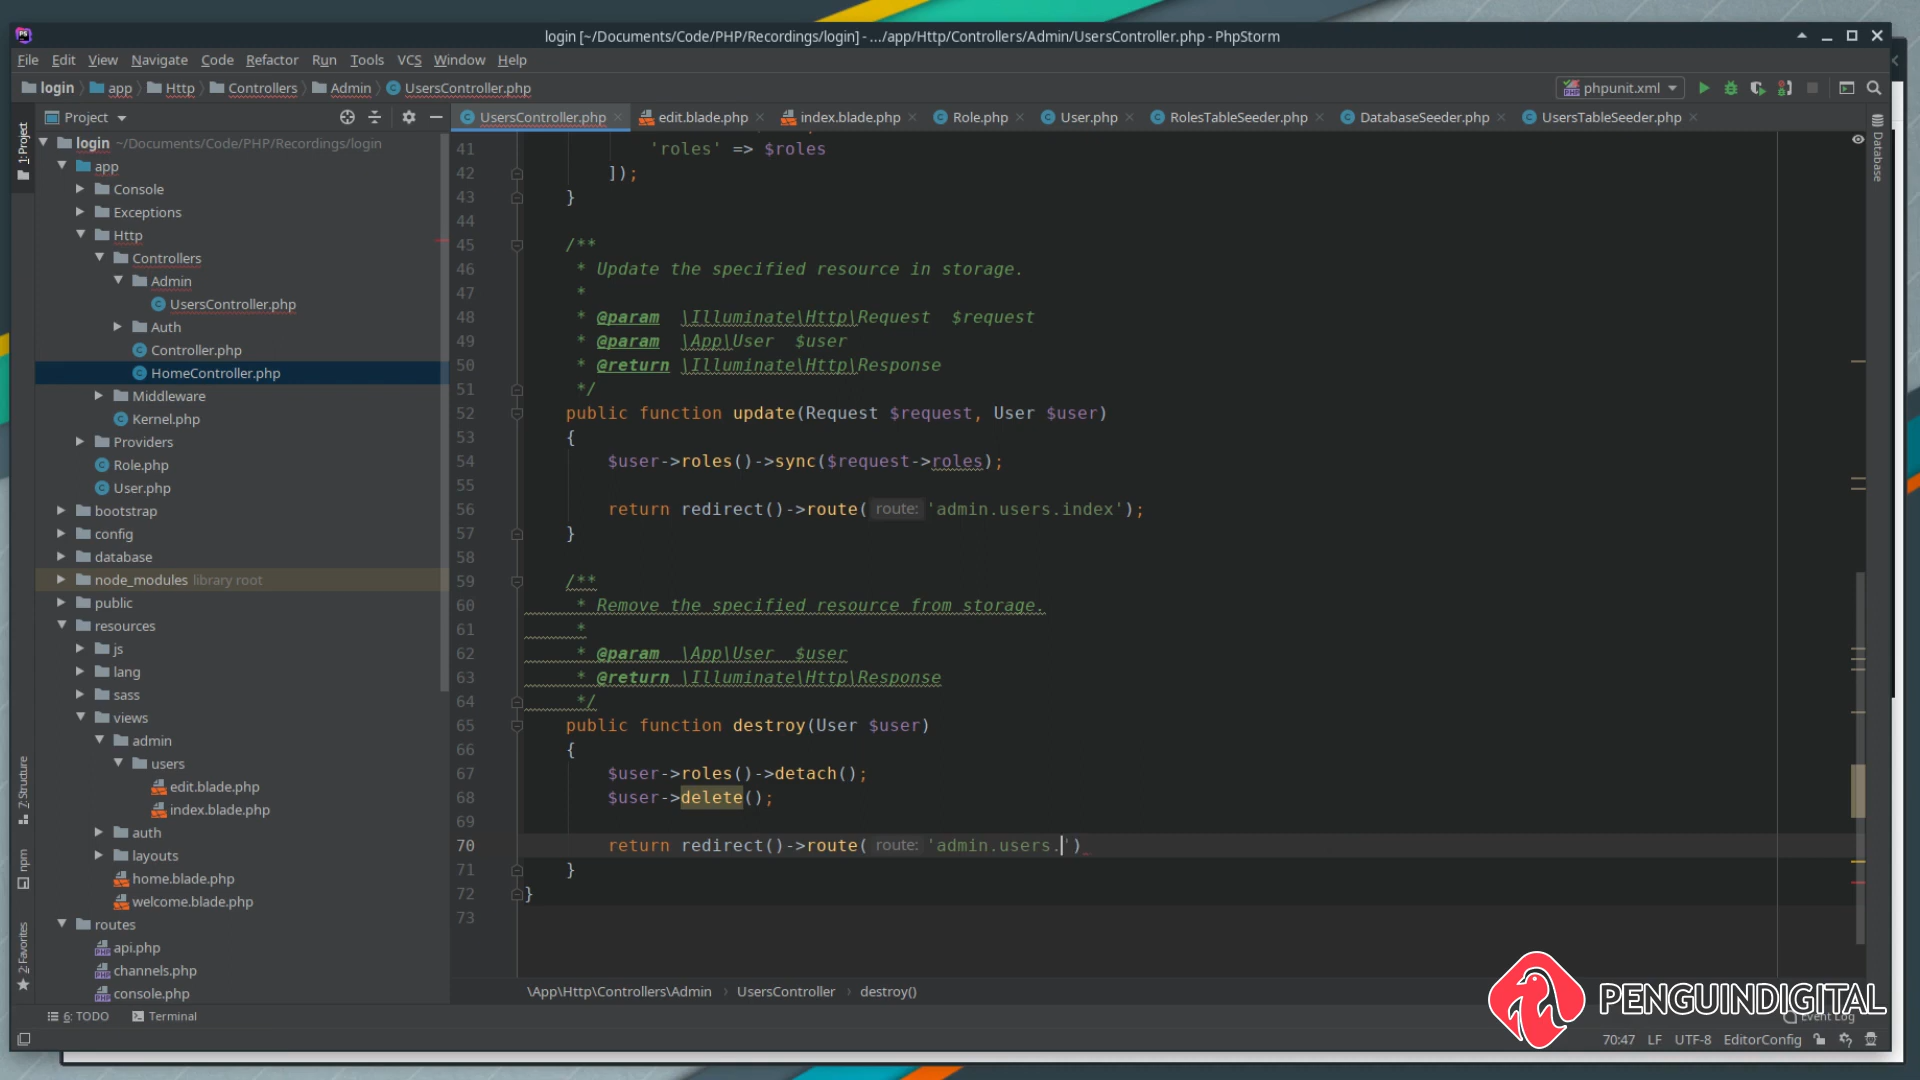 login [~/Documents/Code/PHP/Recordings/login] - .../app/Http/Controllers/Admin/UsersController.php - PhpStorm
File Edit View Navigate Code Refactor Run Tools VCS Window Help
login app Http Controllers Admin UsersController.php
phpunit.xml
Project
UsersController.php edit.blade.php index.blade.php Role.php User.php RolesTableSeeder.php DatabaseSeeder.php UsersTableSeeder.php
1: Project
login ~/Documents/Code/PHP/Recordings/login
app
Console
Exceptions
Http
Controllers
Admin
UsersController.php
Auth
Controller.php
HomeController.php
Middleware
Kernel.php
Providers
Role.php
User.php
bootstrap
config
database
node_modules library root
public
resources
js
lang
sass
views
admin
users
edit.blade.php
index.blade.php
auth
layouts
home.blade.php
welcome.blade.php
routes
api.php
channels.php
console.php
7: Structure
npm
2: Favorites
41 'roles' => $roles
42 ]);
43 }
44
45 /**
46 * Update the specified resource in storage.
47 *
48 * @param \Illuminate\Http\Request $request
49 * @param \App\User $user
50 * @return \Illuminate\Http\Response
51 */
52 public function update(Request $request, User $user)
53 {
54 $user->roles()->sync($request->roles);
55
56 return redirect()->route( route: 'admin.users.index');
57 }
58
59 /**
60 * Remove the specified resource from storage.
61 *
62 * @param \App\User $user
63 * @return \Illuminate\Http\Response
64 */
65 public function destroy(User $user)
66 {
67 $user->roles()->detach();
68 $user->delete();
69
70 return redirect()->route( route: 'admin.users.')
71 }
72 }
73
Database
\App\Http\Controllers\Admin UsersController destroy()
PENGUINDIGITAL
6: TODO Terminal Event Log
70:47 LF UTF-8 EditorConfig